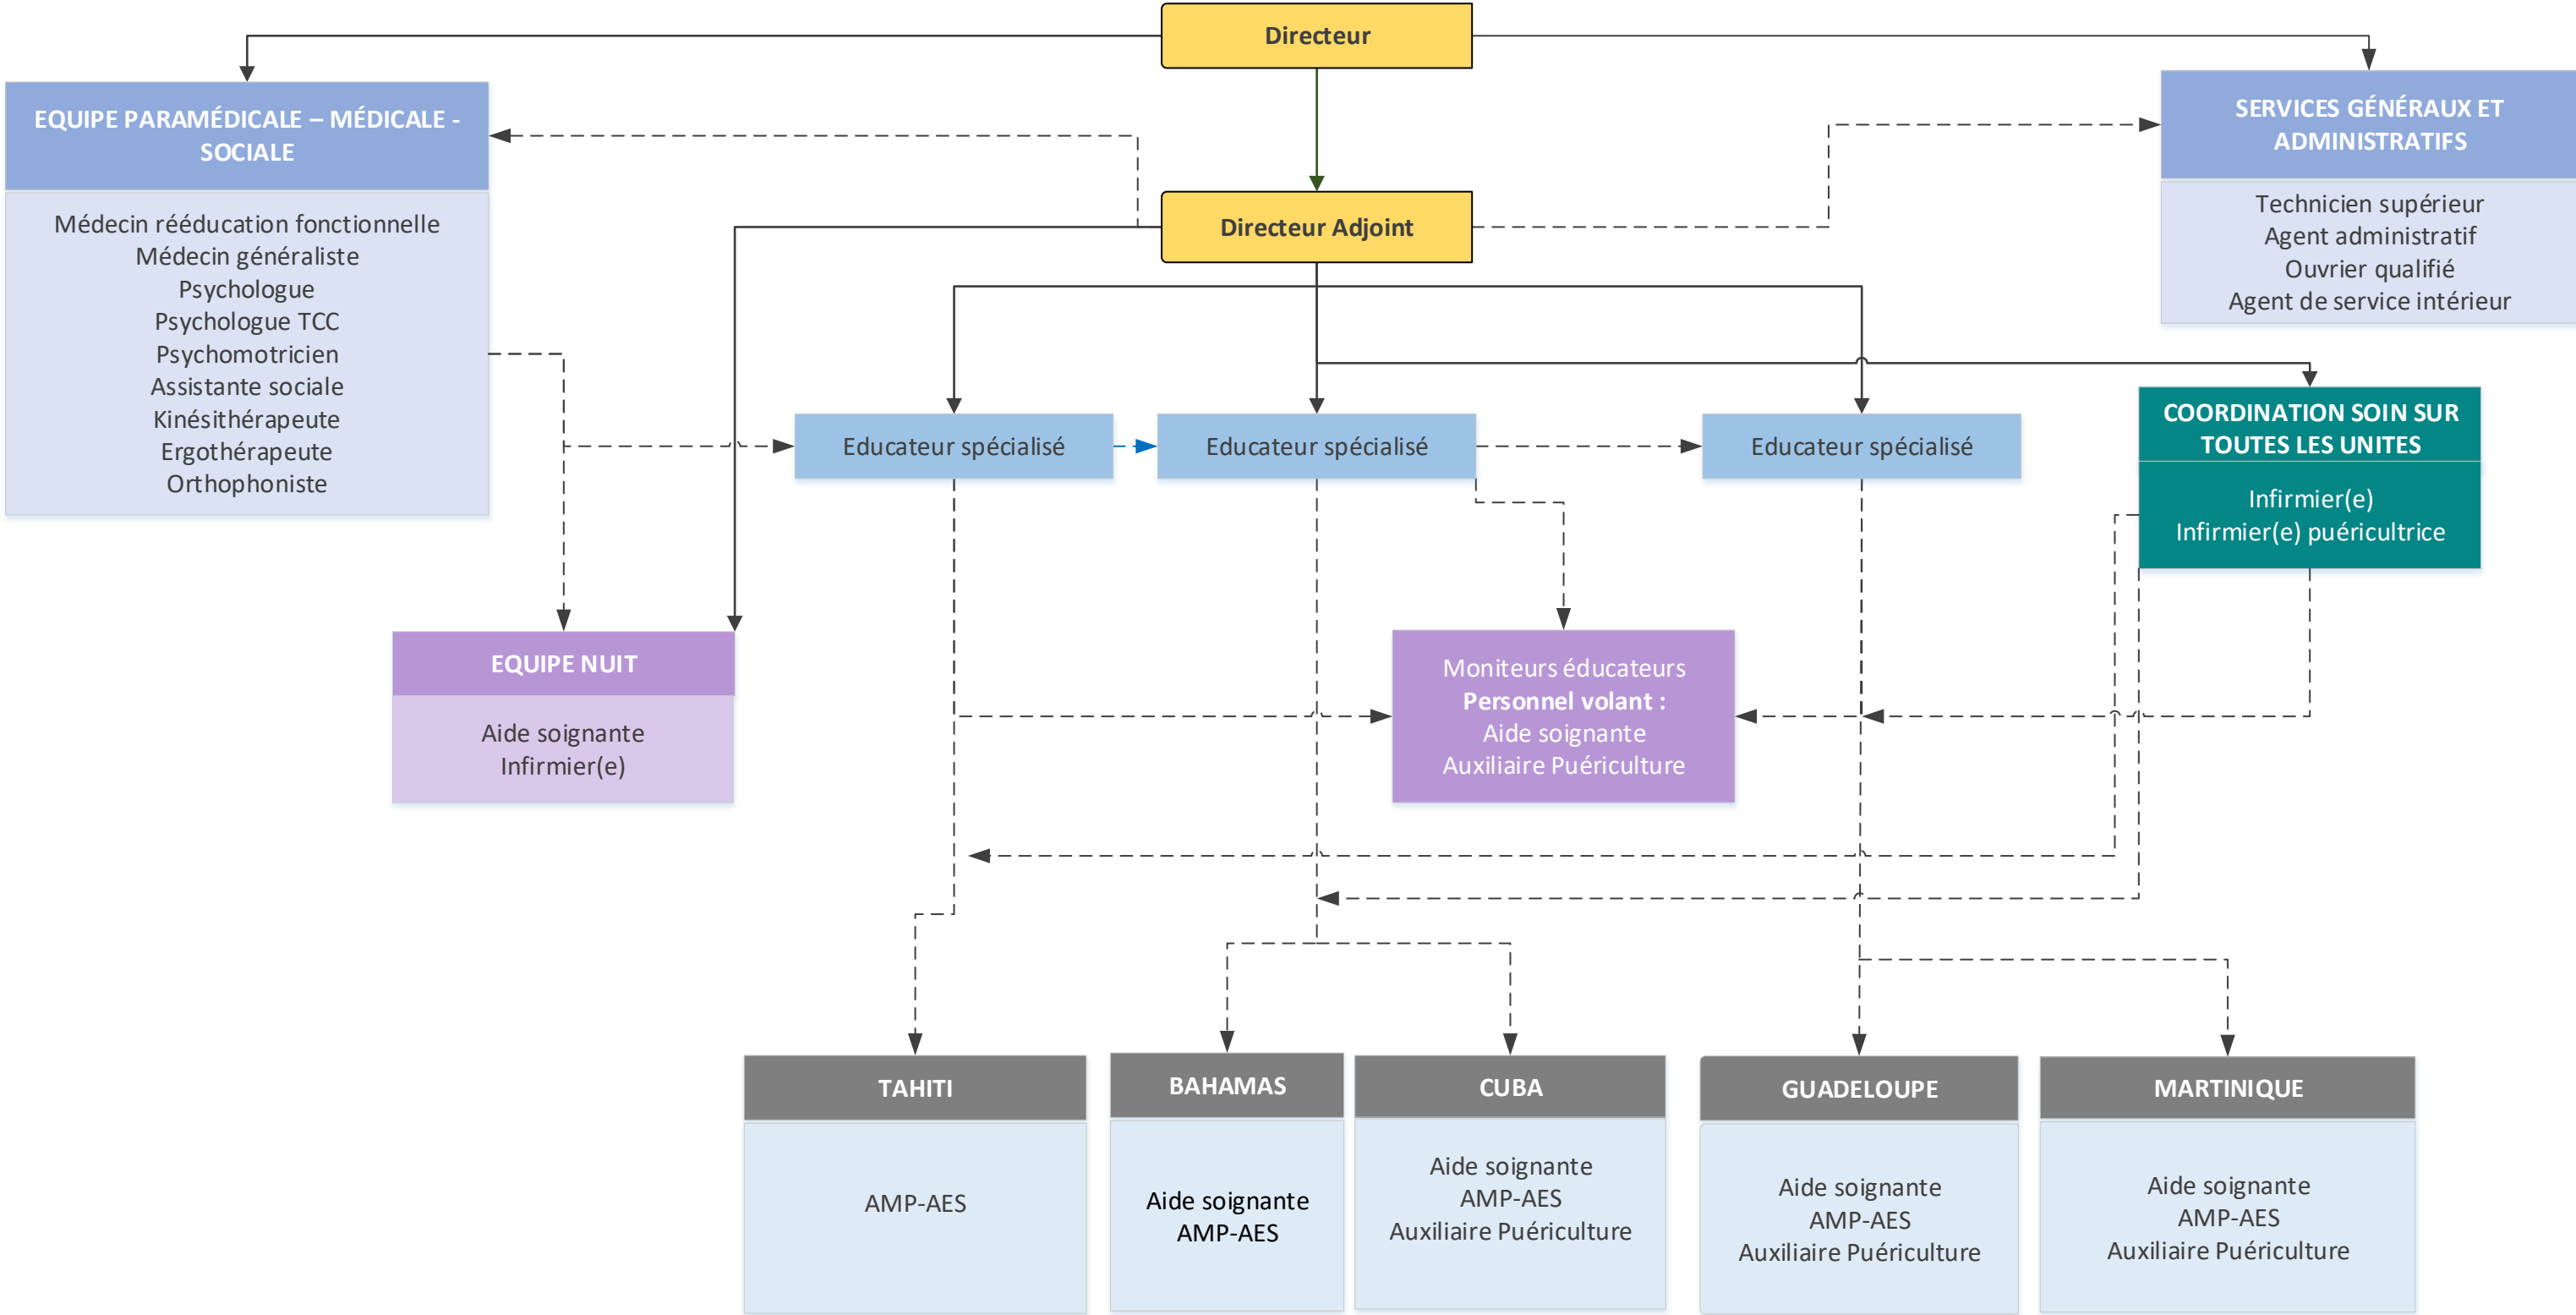 Directeur
EQUIPE PARAMÉDICALE – MÉDICALE -
SOCIALE
Médecin rééducation fonctionnelle
Médecin généraliste
Psychologue
Psychologue TCC
Psychomotricien
Assistante sociale
Kinésithérapeute
Ergothérapeute
Orthophoniste
SERVICES GÉNÉRAUX ET
ADMINISTRATIFS
Technicien supérieur
Agent administratif
Ouvrier qualifié
Agent de service intérieur
Directeur Adjoint
Educateur spécialisé
Educateur spécialisé
Educateur spécialisé
COORDINATION SOIN SUR
TOUTES LES UNITES
Infirmier(e)
Infirmier(e) puéricultrice
EQUIPE NUIT
Aide soignante
Infirmier(e)
Moniteurs éducateurs
Personnel volant :
Aide soignante
Auxiliaire Puériculture
TAHITI
AMP-AES
BAHAMAS
Aide soignante
AMP-AES
CUBA
Aide soignante
AMP-AES
Auxiliaire Puériculture
GUADELOUPE
Aide soignante
AMP-AES
Auxiliaire Puériculture
MARTINIQUE
Aide soignante
AMP-AES
Auxiliaire Puériculture